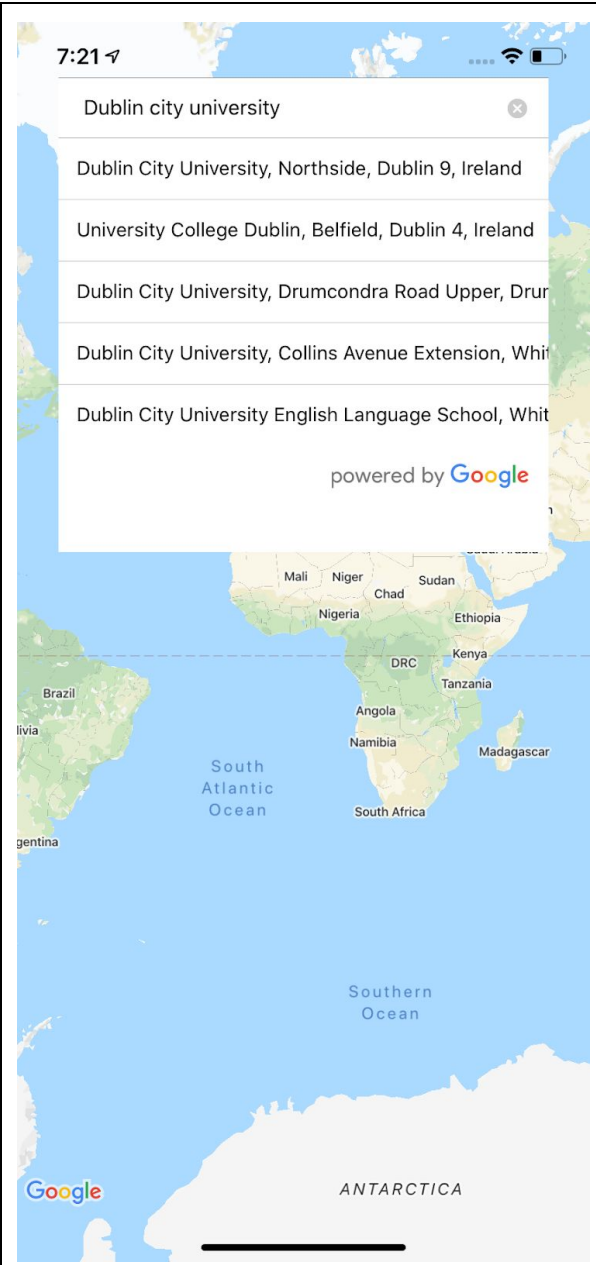 7:21
Dublin city university
Dublin City University, Northside, Dublin 9, Ireland
University College Dublin, Belfield, Dublin 4, Ireland
Dublin City University, Drumcondra Road Upper, Drur
Dublin City University, Collins Avenue Extension, Whit
Dublin City University English Language School, Whit
powered by Google
Mali Niger Chad Sudan
Nigeria Ethiopia
DRC Kenya
Tanzania
Brazil
Angola
livia
Namibia
Madagascar
South
Atlantic
Ocean
South Africa
gentina
Southern
Ocean
ANTARCTICA
Google